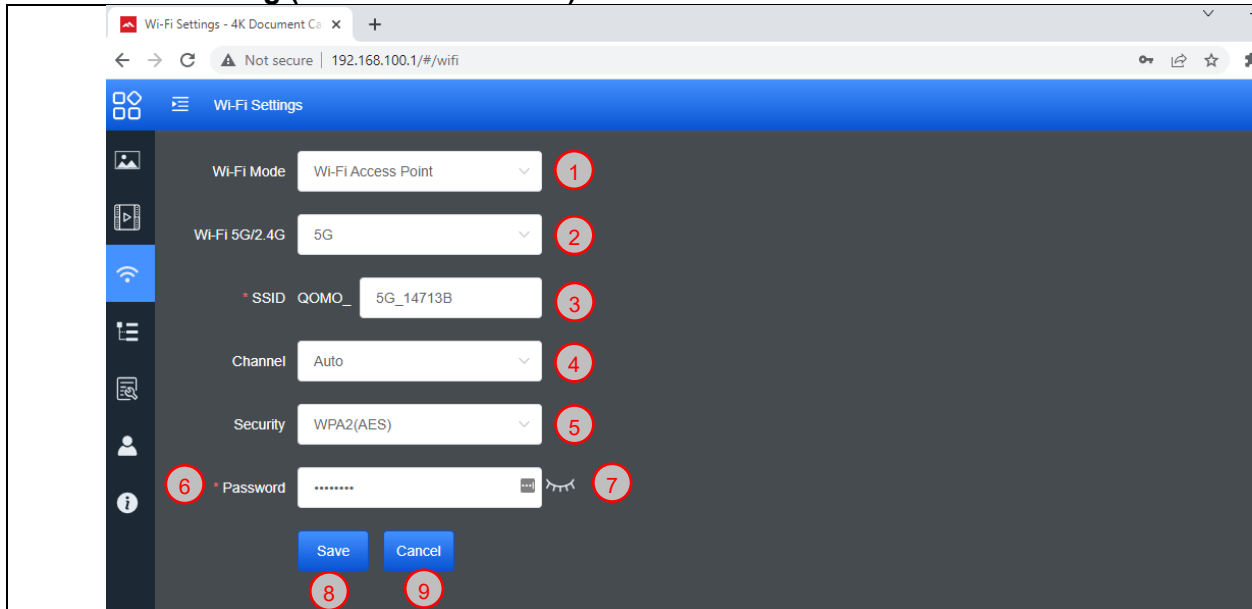 Wi-Fi Settings - 4K Document Ca
Not secure 192.168.100.1/#/wifi
Wi-Fi Settings
Wi-Fi Mode Wi-Fi Access Point 1
Wi-Fi 5G/2.4G 5G 2
* SSID QOMO_ 5G_14713B 3
Channel Auto 4
Security WPA2(AES) 5
6 * Password •••••••• 7
Save Cancel
8 9